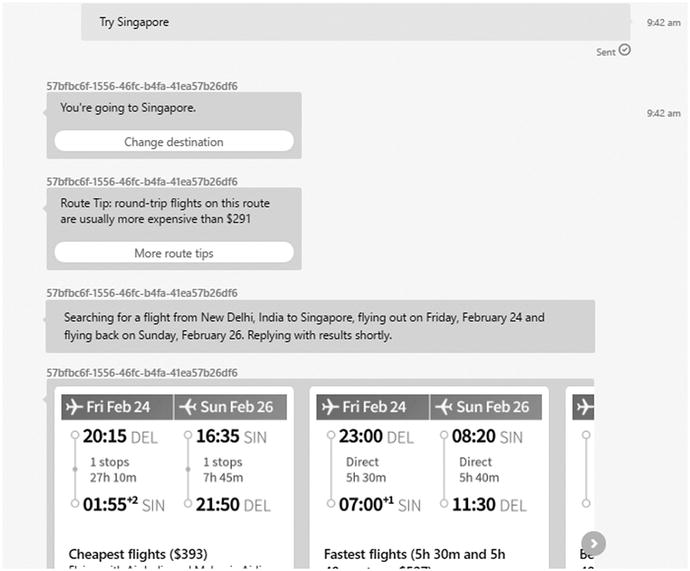 Try Singapore
9:42 am
Sent
57bfbc6f-1556-46fc-b4fa-41ea57b26df6
You're going to Singapore.
9:42 am
Change destination
57bfbc6f-1556-46fc-b4fa-41ea57b26df6
Route Tip: round-trip flights on this route
are usually more expensive than $291
More route tips
57bfbc6f-1556-46fc-b4fa-41ea57b26df6
Searching for a flight from New Delhi, India to Singapore, flying out on Friday, February 24 and
flying back on Sunday, February 26. Replying with results shortly.
57bfbc6f-1556-46fc-b4fa-41ea57b26df6
Fri Feb 24
Sun Feb 26
20:15 DEL
16:35 SIN
1 stops
27h 10m
1 stops
7h 45m
01:55+2 SIN
21:50 DEL
Cheapest flights ($393)
Fri Feb 24
Sun Feb 26
23:00 DEL
08:20 SIN
Direct
5h 30m
Direct
5h 40m
07:00+1 SIN
11:30 DEL
Fastest flights (5h 30m and 5h